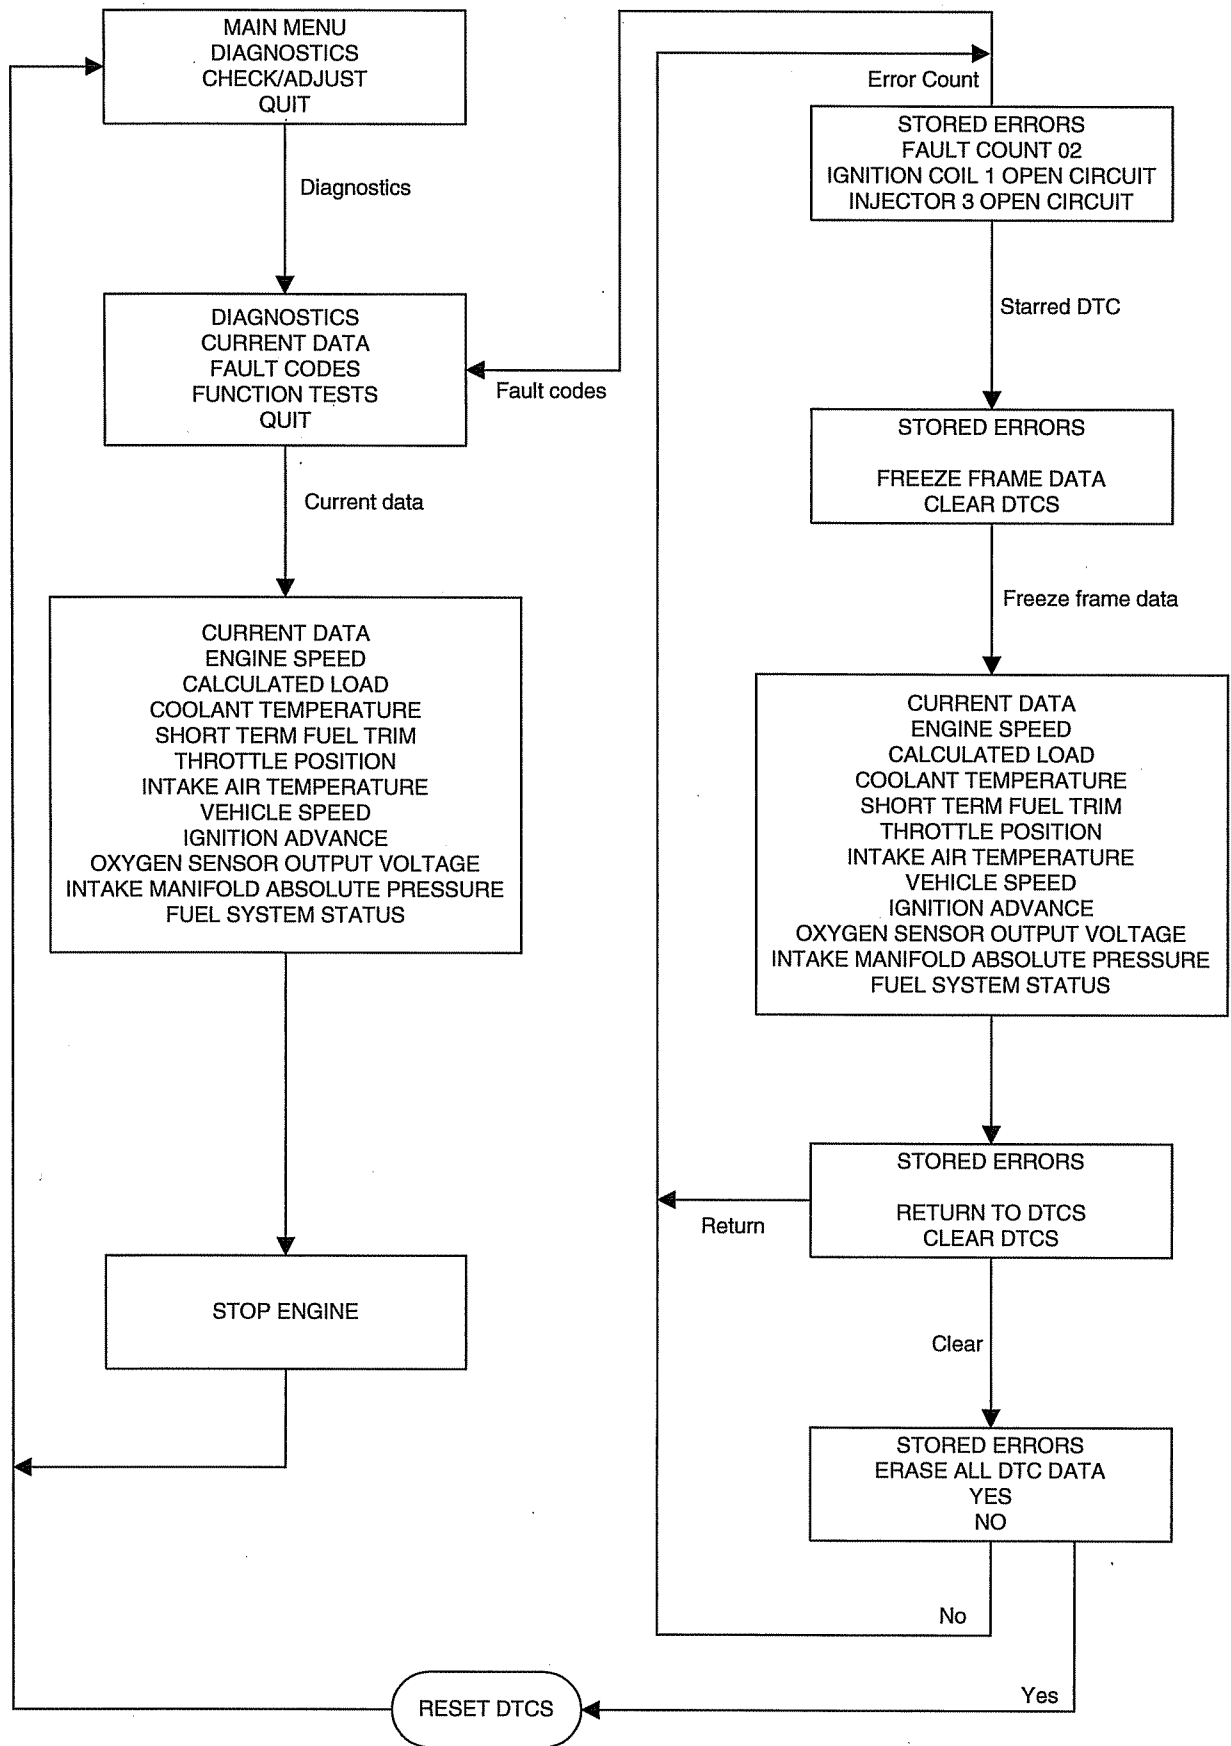 MAIN MENU
DIAGNOSTICS
CHECK/ADJUST
QUIT
Diagnostics
DIAGNOSTICS
CURRENT DATA
FAULT CODES
FUNCTION TESTS
QUIT
Fault codes
Current data
CURRENT DATA
ENGINE SPEED
CALCULATED LOAD
COOLANT TEMPERATURE
SHORT TERM FUEL TRIM
THROTTLE POSITION
INTAKE AIR TEMPERATURE
VEHICLE SPEED
IGNITION ADVANCE
OXYGEN SENSOR OUTPUT VOLTAGE
INTAKE MANIFOLD ABSOLUTE PRESSURE
FUEL SYSTEM STATUS
STOP ENGINE
Error Count
STORED ERRORS
FAULT COUNT 02
IGNITION COIL 1 OPEN CIRCUIT
INJECTOR 3 OPEN CIRCUIT
Starred DTC
STORED ERRORS
FREEZE FRAME DATA
CLEAR DTCS
Freeze frame data
CURRENT DATA
ENGINE SPEED
CALCULATED LOAD
COOLANT TEMPERATURE
SHORT TERM FUEL TRIM
THROTTLE POSITION
INTAKE AIR TEMPERATURE
VEHICLE SPEED
IGNITION ADVANCE
OXYGEN SENSOR OUTPUT VOLTAGE
INTAKE MANIFOLD ABSOLUTE PRESSURE
FUEL SYSTEM STATUS
STORED ERRORS
RETURN TO DTCS
CLEAR DTCS
Return
Clear
STORED ERRORS
ERASE ALL DTC DATA
YES
NO
No
Yes
RESET DTCS